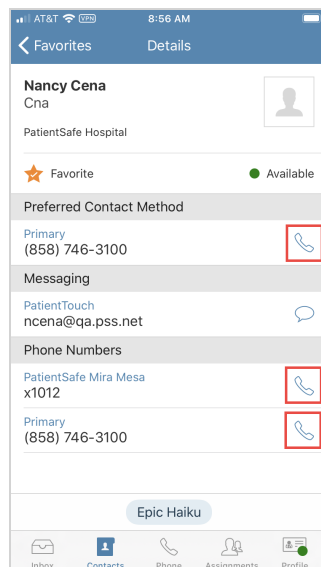 AT&T VPN 8:56 AM
Favorites Details
Nancy Cena
Cna
PatientSafe Hospital
Favorite Available
Preferred Contact Method
Primary
(858) 746-3100
Messaging
PatientTouch
ncena@qa.pss.net
Phone Numbers
PatientSafe Mira Mesa
x1012
Primary
(858) 746-3100
Epic Haiku
Inbox Contacts Phone Assignments Profile